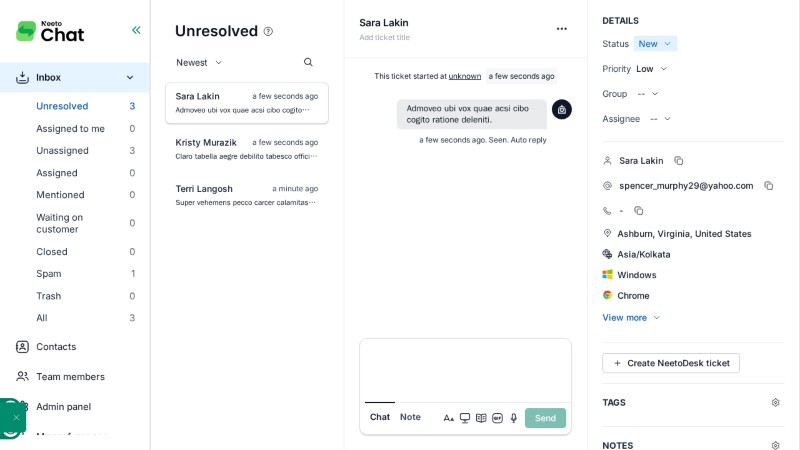 Neeto
Chat
Inbox
Unresolved 3
Assigned to me 0
Unassigned 3
Assigned 0
Mentioned 0
Waiting on
customer 0
Closed 0
Spam 1
Trash 0
All 3
Contacts
Team members
Admin panel
Unresolved
Newest
Sara Lakin a few seconds ago
Admoveo ubi vox quae acsi cibo cogito···
Kristy Murazik a few seconds ago
Claro tabella aegre debilito tabesco offici···
Terri Langosh a minute ago
Super vehemens pecco carcer calamitas···
Sara Lakin
Add ticket title
This ticket started at unknown a few seconds ago
Admoveo ubi vox quae acsi cibo
cogito ratione deleniti.
a few seconds ago. Seen. Auto reply
Chat Note
GIF
Send
DETAILS
Status New
Priority Low
Group --
Assignee --
Sara Lakin
spencer_murphy29@yahoo.com
-
Ashburn, Virginia, United States
Asia/Kolkata
Windows
Chrome
View more
+ Create NeetoDesk ticket
TAGS
NOTES